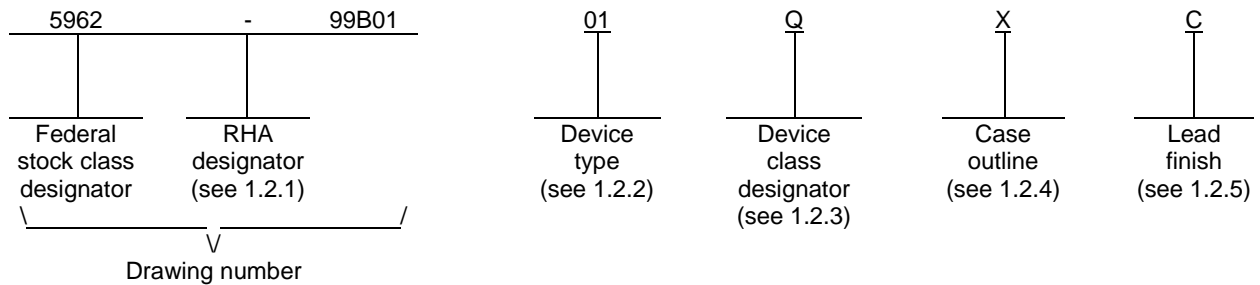 5962 - 99B01 01 Q X C
Federal stock class designator
RHA designator (see 1.2.1)
Device type (see 1.2.2)
Device class designator (see 1.2.3)
Case outline (see 1.2.4)
Lead finish (see 1.2.5)
Drawing number